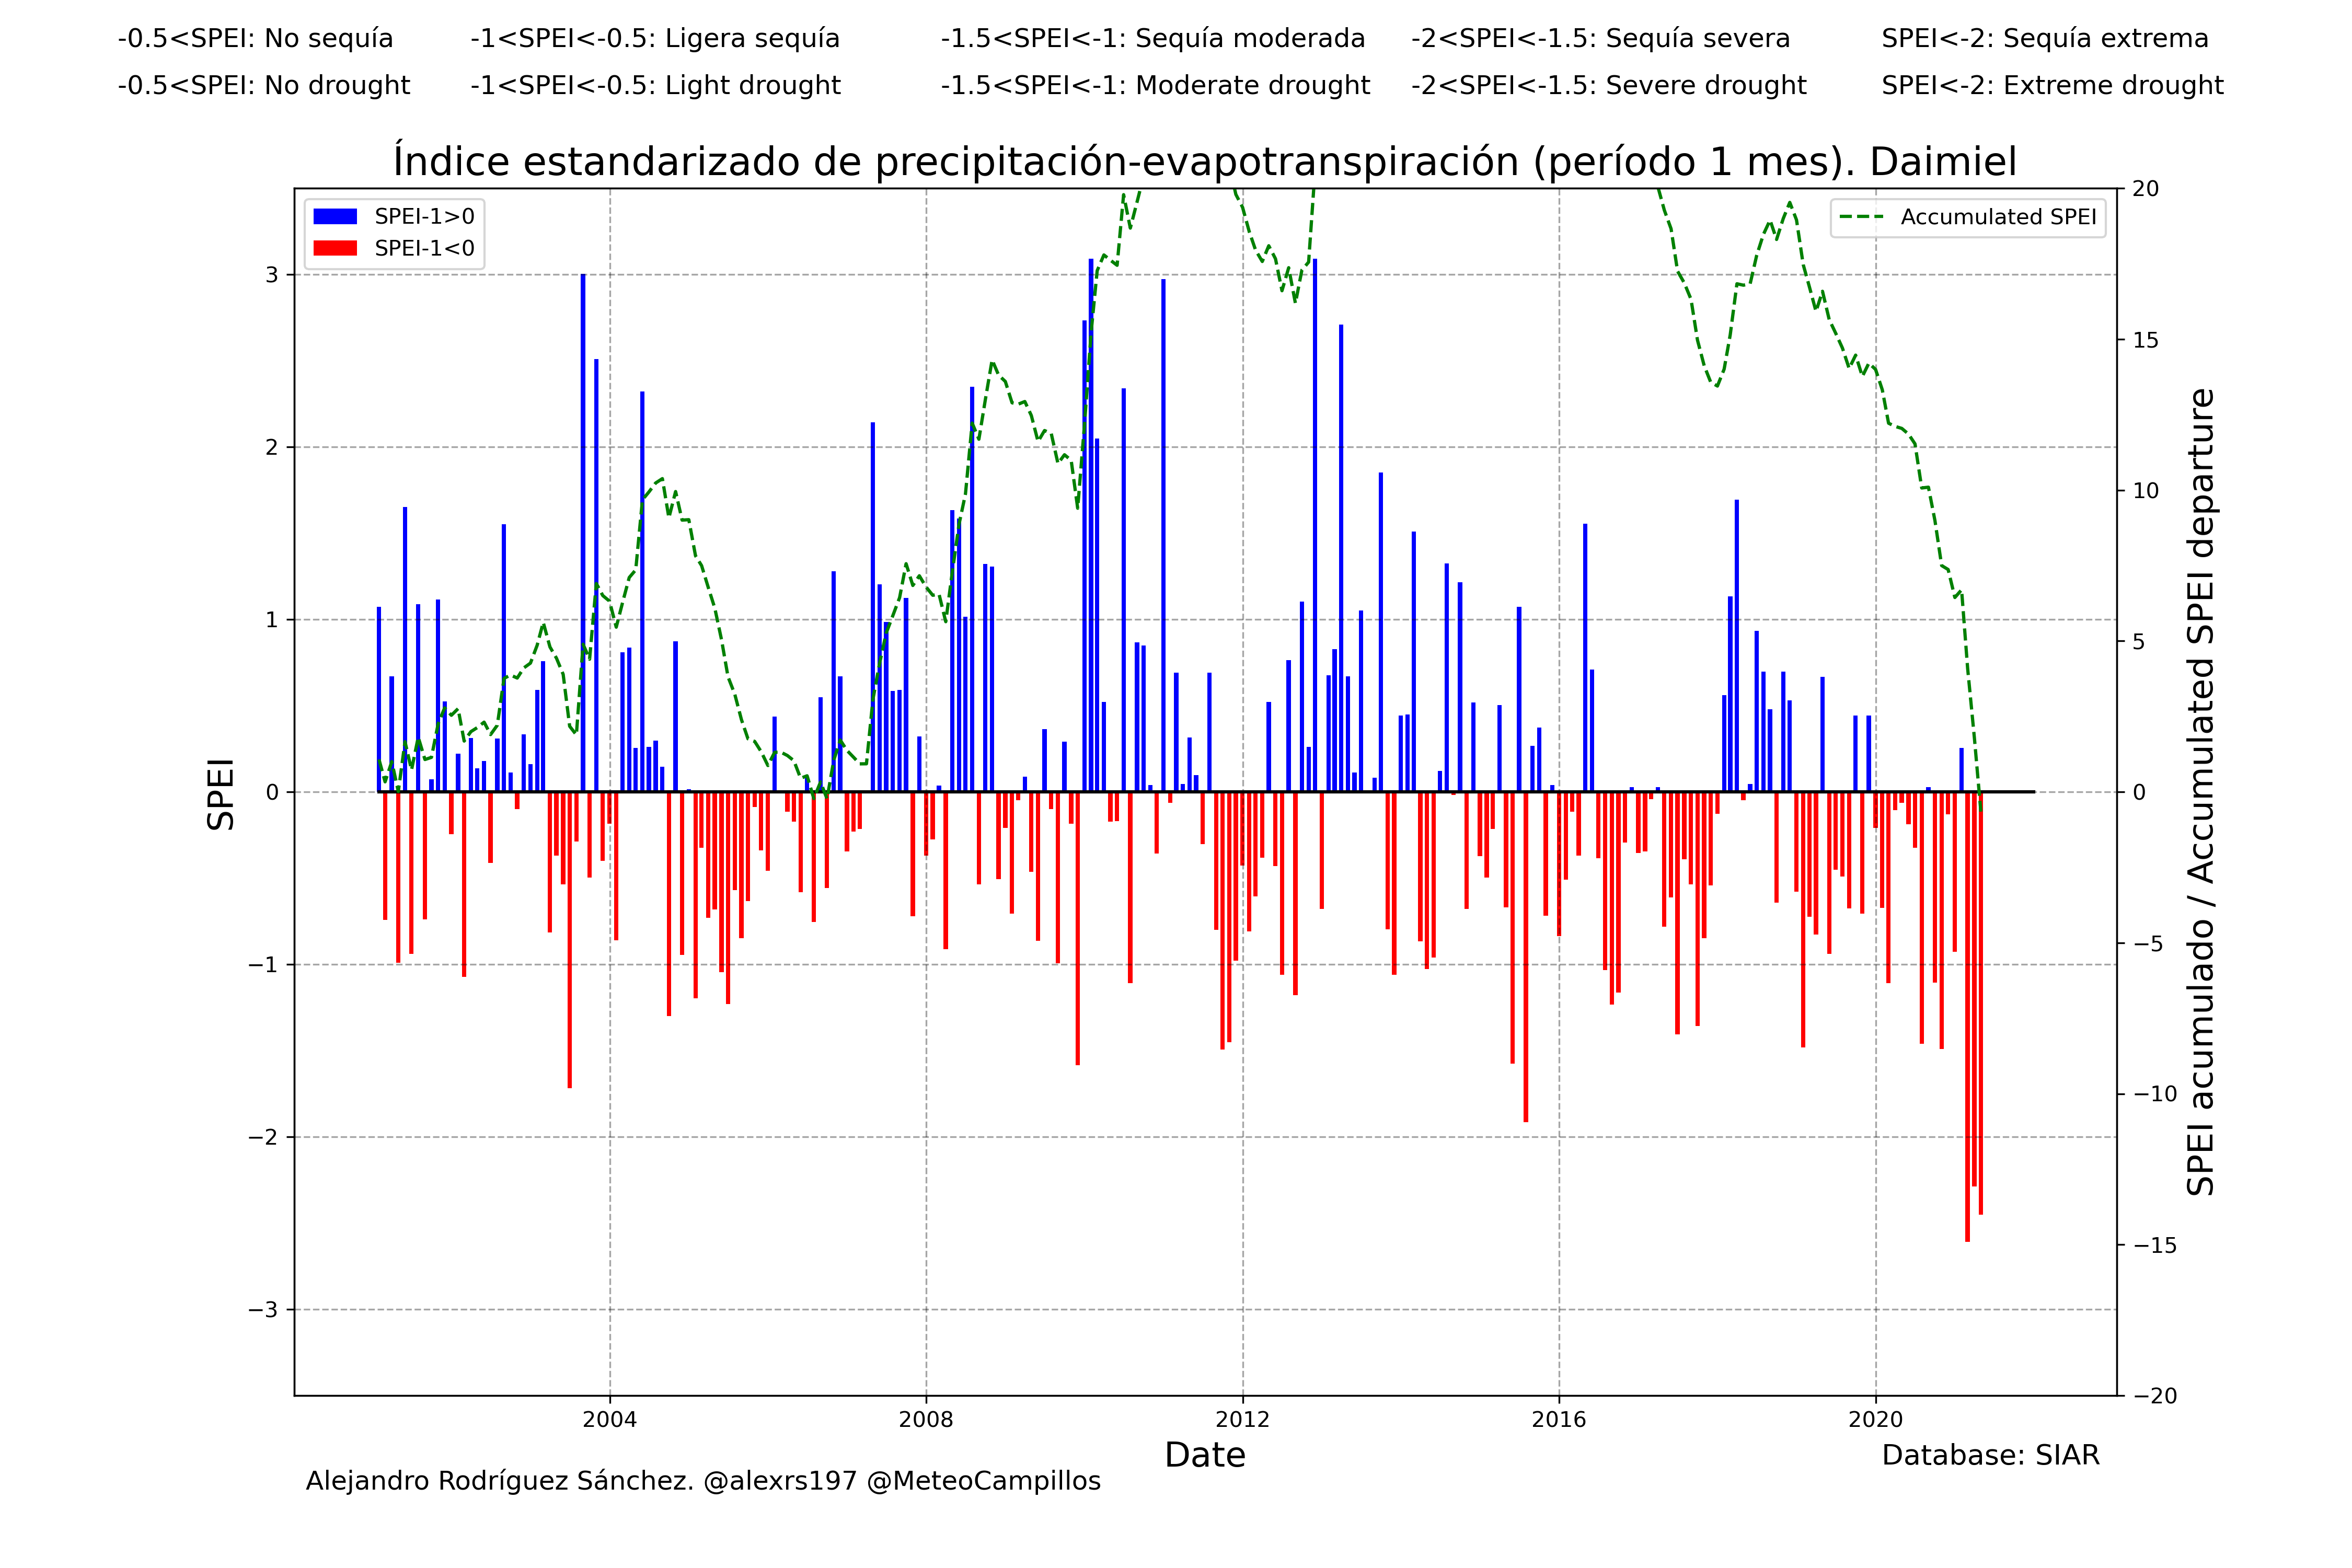 -0.5<SPEI: No sequía -1<SPEI<-0.5: Ligera sequía -1.5<SPEI<-1: Sequía moderada -2<SPEI<-1.5: Sequía severa SPEI<-2: Sequía extrema
-0.5<SPEI: No drought -1<SPEI<-0.5: Light drought -1.5<SPEI<-1: Moderate drought -2<SPEI<-1.5: Severe drought SPEI<-2: Extreme drought
Índice estandarizado de precipitación-evapotranspiración (período 1 mes). Daimiel
SPEI-1>0
SPEI-1<0
Accumulated SPEI
SPEI
3
2
1
0
−1
−2
−3
20
15
10
5
0
−5
−10
−15
−20
SPEI acumulado / Accumulated SPEI departure
2004 2008 2012 2016 2020
Date
Database: SIAR
Alejandro Rodríguez Sánchez. @alexrs197 @MeteoCampillos